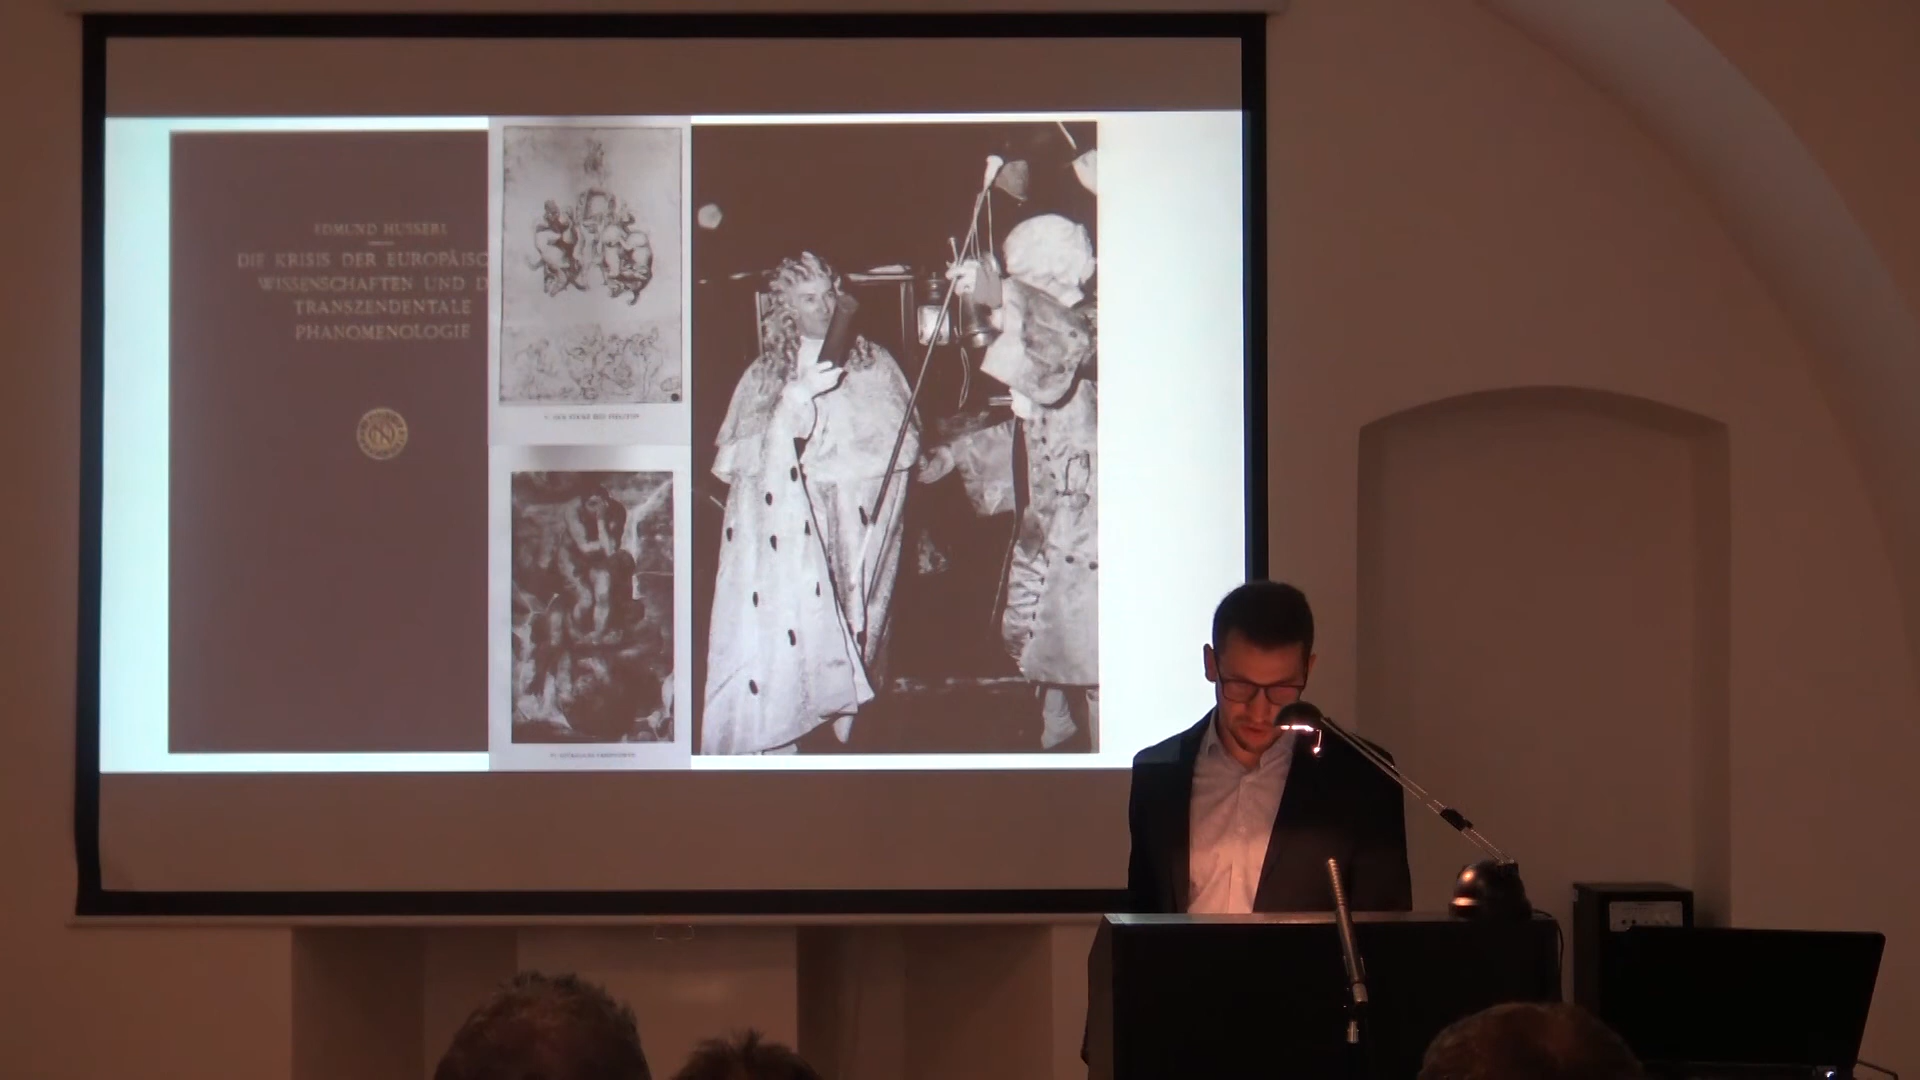 EDMUND HUSSERL
DIE KRISIS DER EUROPÄISC
WISSENSCHAFTEN UND D
TRANSZENDENTALE
PHÄNOMENOLOGIE